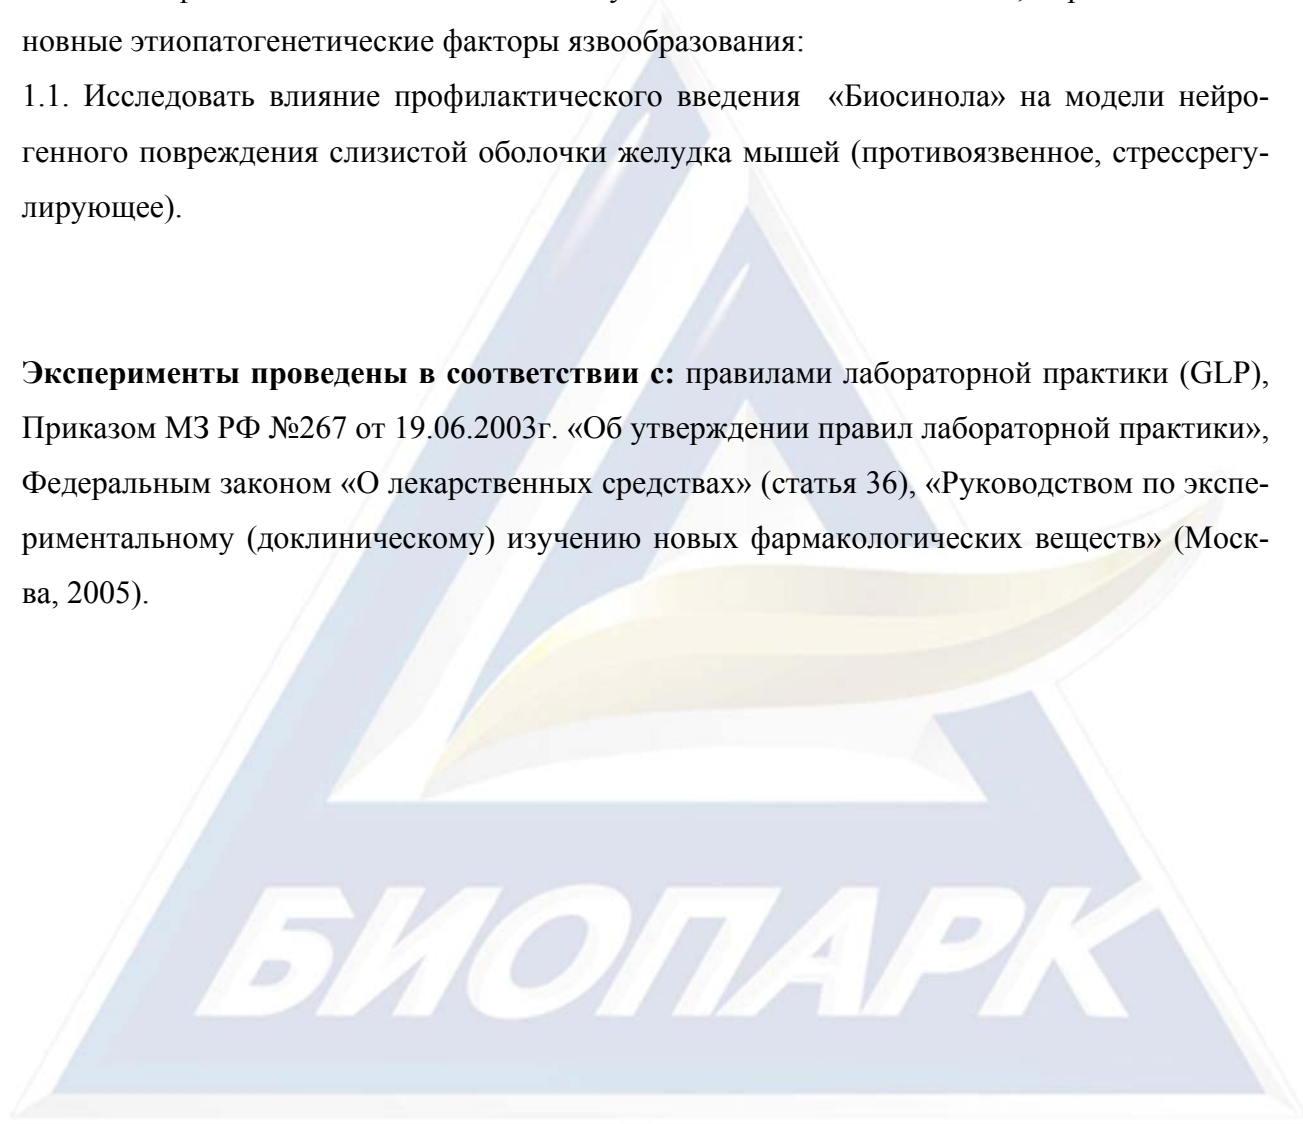 новные этиопатогенетические факторы язвообразования:
1.1. Исследовать влияние профилактического введения «Биосинола» на модели нейро-
генного повреждения слизистой оболочки желудка мышей (противоязвенное, стрессрегу-
лирующее).
Эксперименты проведены в соответствии с: правилами лабораторной практики (GLP),
Приказом МЗ РФ №267 от 19.06.2003г. «Об утверждении правил лабораторной практики»,
Федеральным законом «О лекарственных средствах» (статья 36), «Руководством по экспе-
риментальному (доклиническому) изучению новых фармакологических веществ» (Моск-
ва, 2005).
БИОПАРК